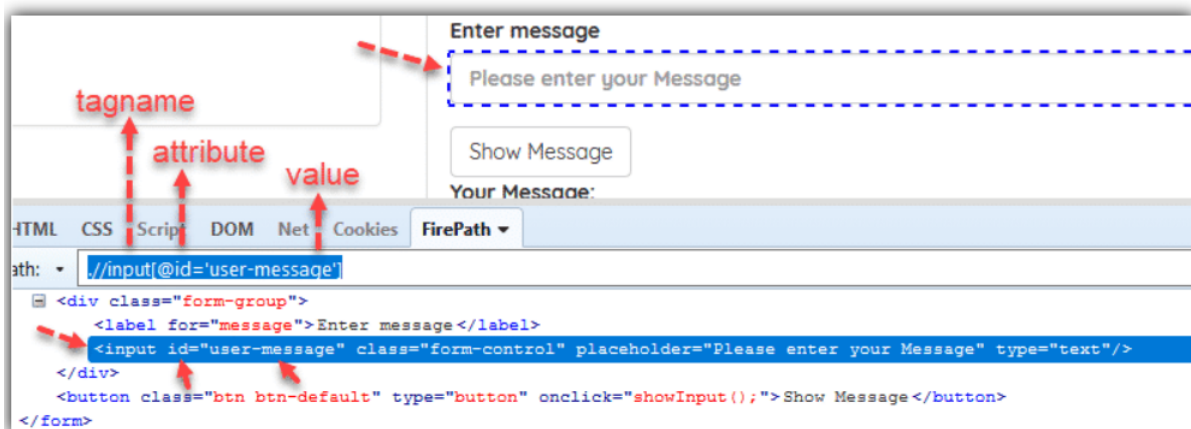 Enter message
Please enter your Message
tagname
attribute
Show Message
value
Your Message:
HTML CSS Script DOM Net Cookies FirePath
ath: .//input[@id='user-message']
<div class="form-group">
<label for="message">Enter message</label>
<input id="user-message" class="form-control" placeholder="Please enter your Message" type="text"/>
</div>
<button class="btn btn-default" type="button" onclick="showInput();">Show Message</button>
</form>